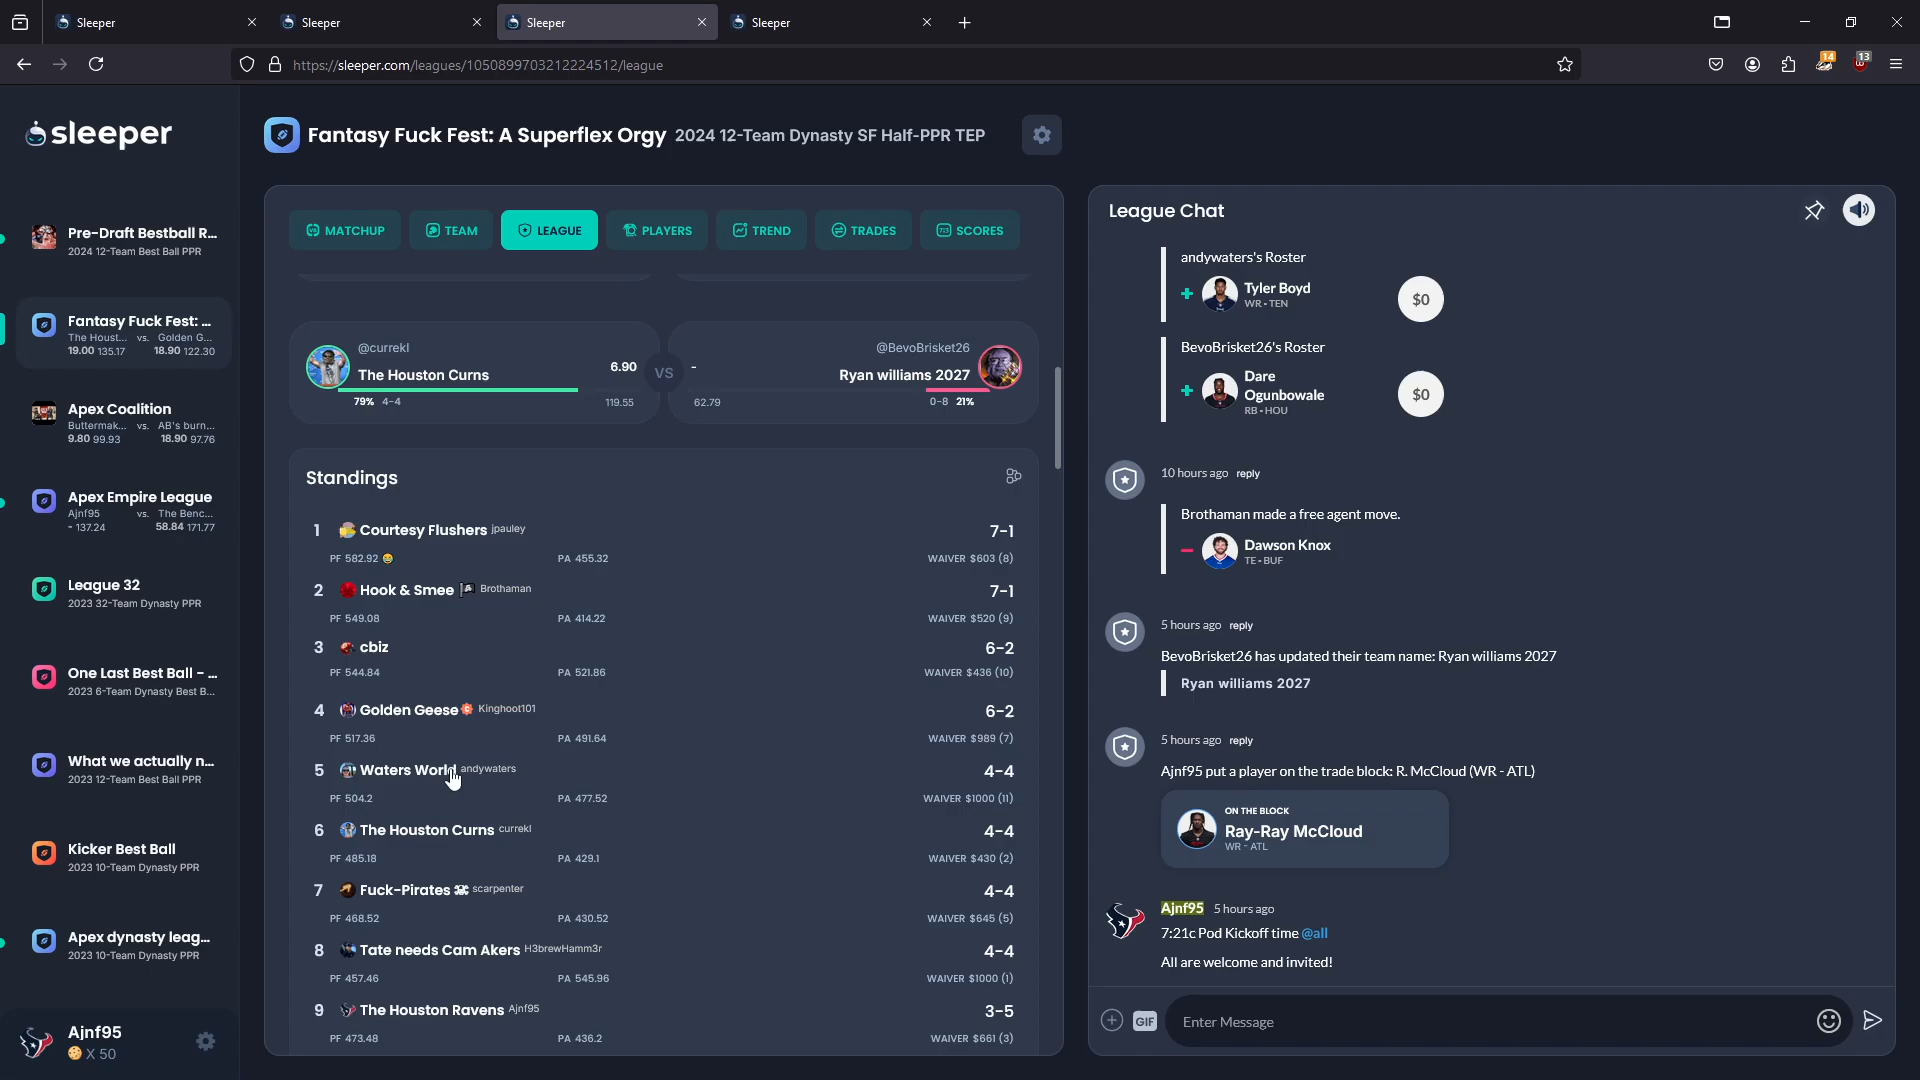 Sleeper
Sleeper
Sleeper
Sleeper
https://sleeper.com/leagues/1050899703212224512/league
14
13
sleeper
Fantasy Fuck Fest: A Superflex Orgy 2024 12-Team Dynasty SF Half-PPR TEP
Pre-Draft Bestball R...
2024 12-Team Best Ball PPR
Fantasy Fuck Fest: ...
The Houst... vs. Golden G...
19.00 135.17 18.90 122.30
Apex Coalition
Buttermak... vs. AB's burn...
9.80 99.93 18.90 97.76
Apex Empire League
Ajnf95 vs. The Benc...
- 137.24 58.84 171.77
League 32
2023 32-Team Dynasty PPR
One Last Best Ball - ...
2023 6-Team Dynasty Best B...
What we actually n...
2023 12-Team Best Ball PPR
Kicker Best Ball
2023 10-Team Dynasty PPR
Apex dynasty leag...
2023 10-Team Dynasty PPR
Ajnf95
X 50
MATCHUP
TEAM
LEAGUE
PLAYERS
TREND
TRADES
SCORES
@currekl
The Houston Curns
6.90
79% 4-4
119.55
VS
@BevoBrisket26
-
Ryan williams 2027
62.79
0-8 21%
Standings
1 Courtesy Flushers jpauley 7-1
PF 582.92 PA 455.32 WAIVER $603 (8)
2 Hook & Smee Brothaman 7-1
PF 549.08 PA 414.22 WAIVER $520 (9)
3 cbiz 6-2
PF 544.84 PA 521.86 WAIVER $436 (10)
4 Golden Geese Kinghoot101 6-2
PF 517.36 PA 491.64 WAIVER $989 (7)
5 Waters World andywaters 4-4
PF 504.2 PA 477.52 WAIVER $1000 (11)
6 The Houston Curns currekl 4-4
PF 485.18 PA 429.1 WAIVER $430 (2)
7 Fuck-Pirates scarpenter 4-4
PF 468.52 PA 430.52 WAIVER $645 (5)
8 Tate needs Cam Akers H3brewHamm3r 4-4
PF 457.46 PA 545.96 WAIVER $1000 (1)
9 The Houston Ravens Ajnf95 3-5
PF 473.48 PA 436.2 WAIVER $661 (3)
League Chat
andywaters's Roster
Tyler Boyd
WR • TEN
$0
BevoBrisket26's Roster
Dare
Ogunbowale
RB • HOU
$0
10 hours ago reply
Brothaman made a free agent move.
Dawson Knox
TE • BUF
5 hours ago reply
BevoBrisket26 has updated their team name: Ryan williams 2027
Ryan williams 2027
5 hours ago reply
Ajnf95 put a player on the trade block: R. McCloud (WR - ATL)
ON THE BLOCK
Ray-Ray McCloud
WR - ATL
Ajnf95 5 hours ago
7:21c Pod Kickoff time @all
All are welcome and invited!
GIF
Enter Message